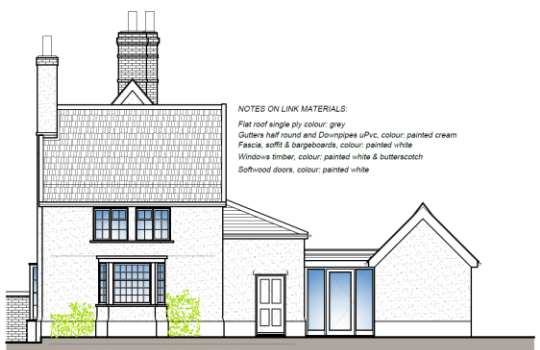 NOTES ON LINK MATERIALS:
Flat roof single ply colour: grey
Gutters half round and Downpipes uPvc, colour: painted cream
Fascia, soffit & bargeboards, colour: painted white
Windows timber, colour: painted white & butterscotch
Softwood doors, colour: painted white